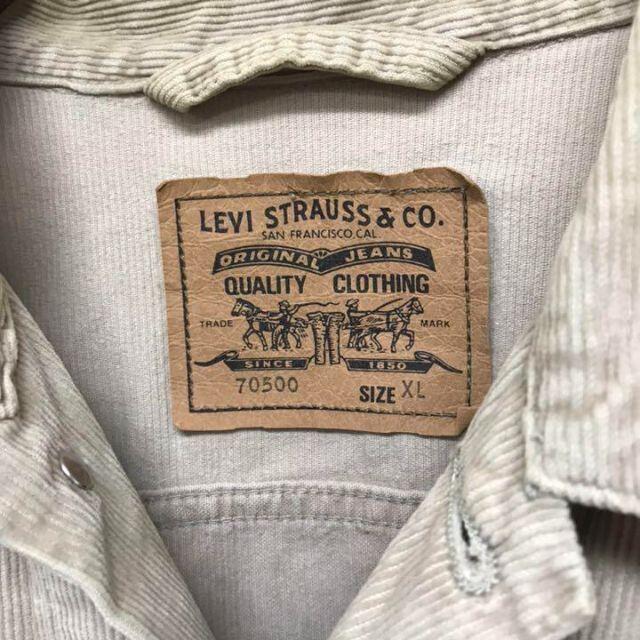 LEVI STRAUSS & CO.
SAN FRANCISCO, CAL
ORIGINAL JEANS
QUALITY CLOTHING
TRADE MARK
SINCE 1850
70500 SIZE XL